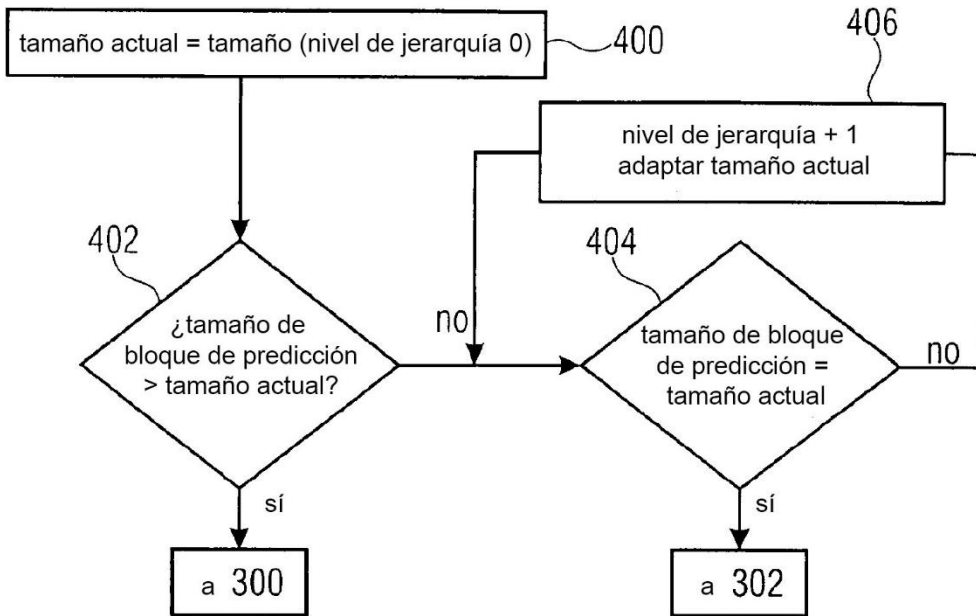 tamaño actual = tamaño (nivel de jerarquía 0)
400
406
nivel de jerarquía + 1
adaptar tamaño actual
402
404
¿tamaño de
bloque de predicción
> tamaño actual?
no
tamaño de bloque
de predicción =
tamaño actual
no
sí
sí
a 300
a 302